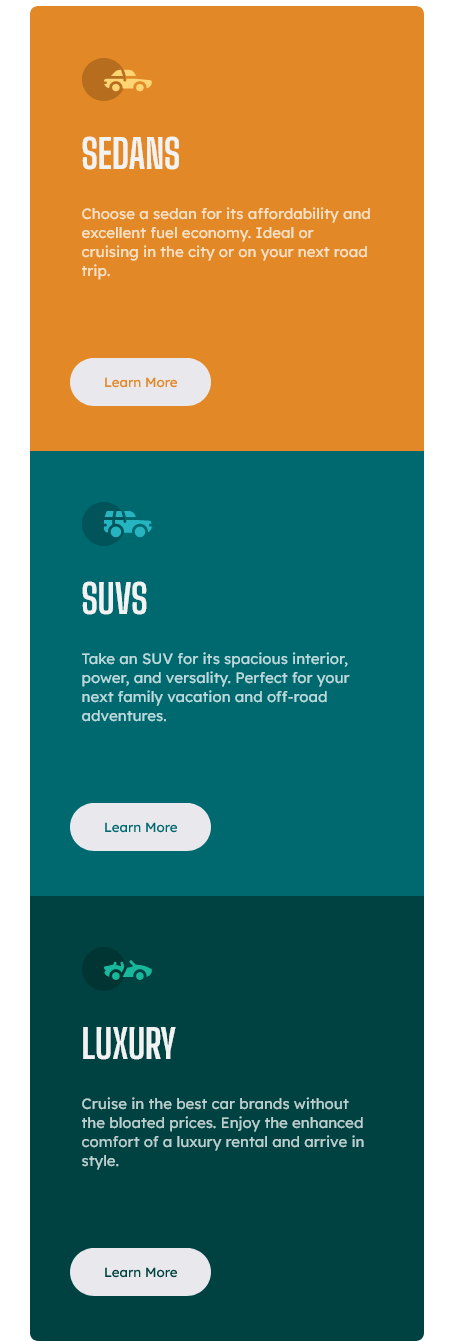 SEDANS
Choose a sedan for its affordability and
excellent fuel economy. Ideal or
cruising in the city or on your next road
trip.
Learn More
SUVS
Take an SUV for its spacious interior,
power, and versality. Perfect for your
next family vacation and off-road
adventures.
Learn More
LUXURY
Cruise in the best car brands without
the bloated prices. Enjoy the enhanced
comfort of a luxury rental and arrive in
style.
Learn More